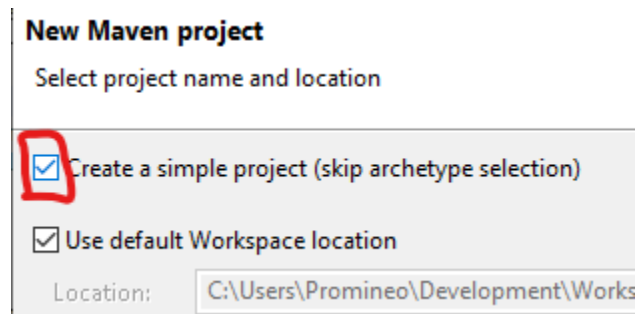 New Maven project
Select project name and location
Create a simple project (skip archetype selection)
Use default Workspace location
Location: C:\Users\Promineo\Development\Works